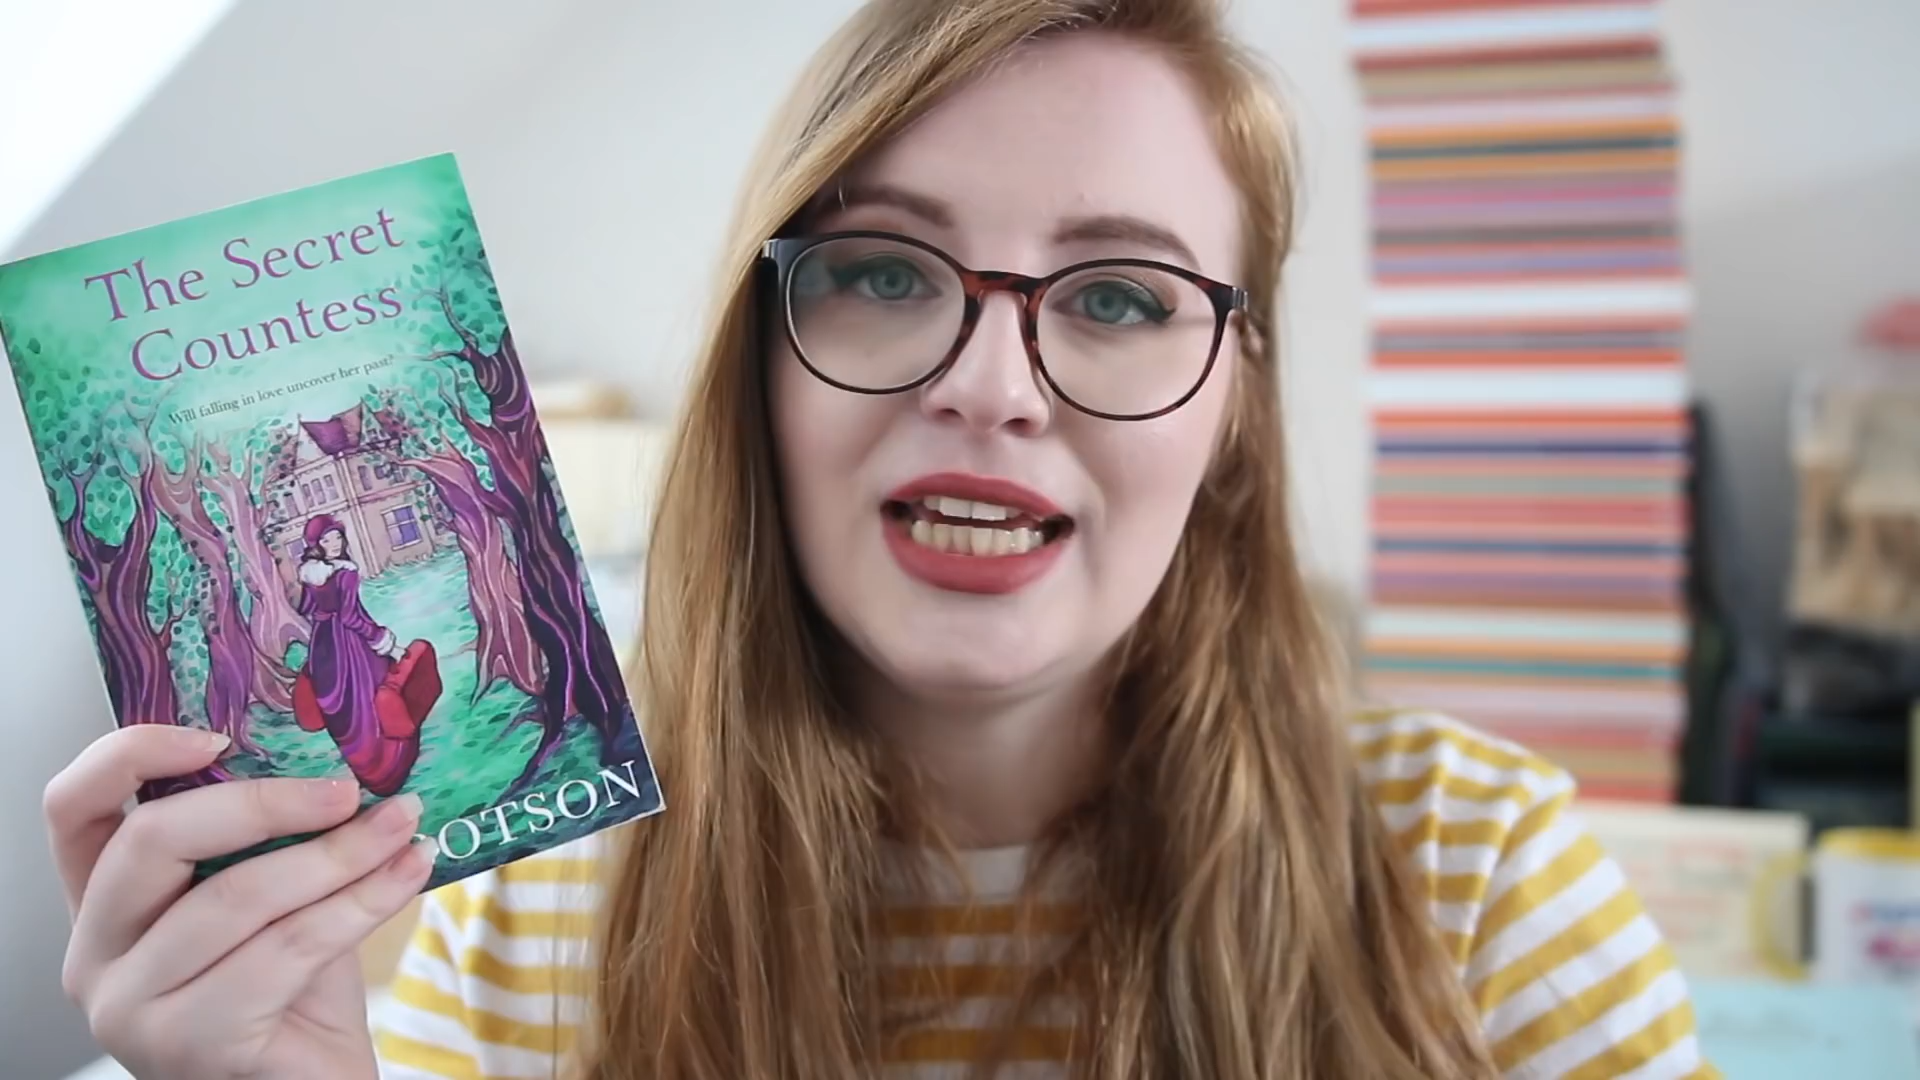 The Secret
Countess
Will falling in love uncover her past?
OTSON